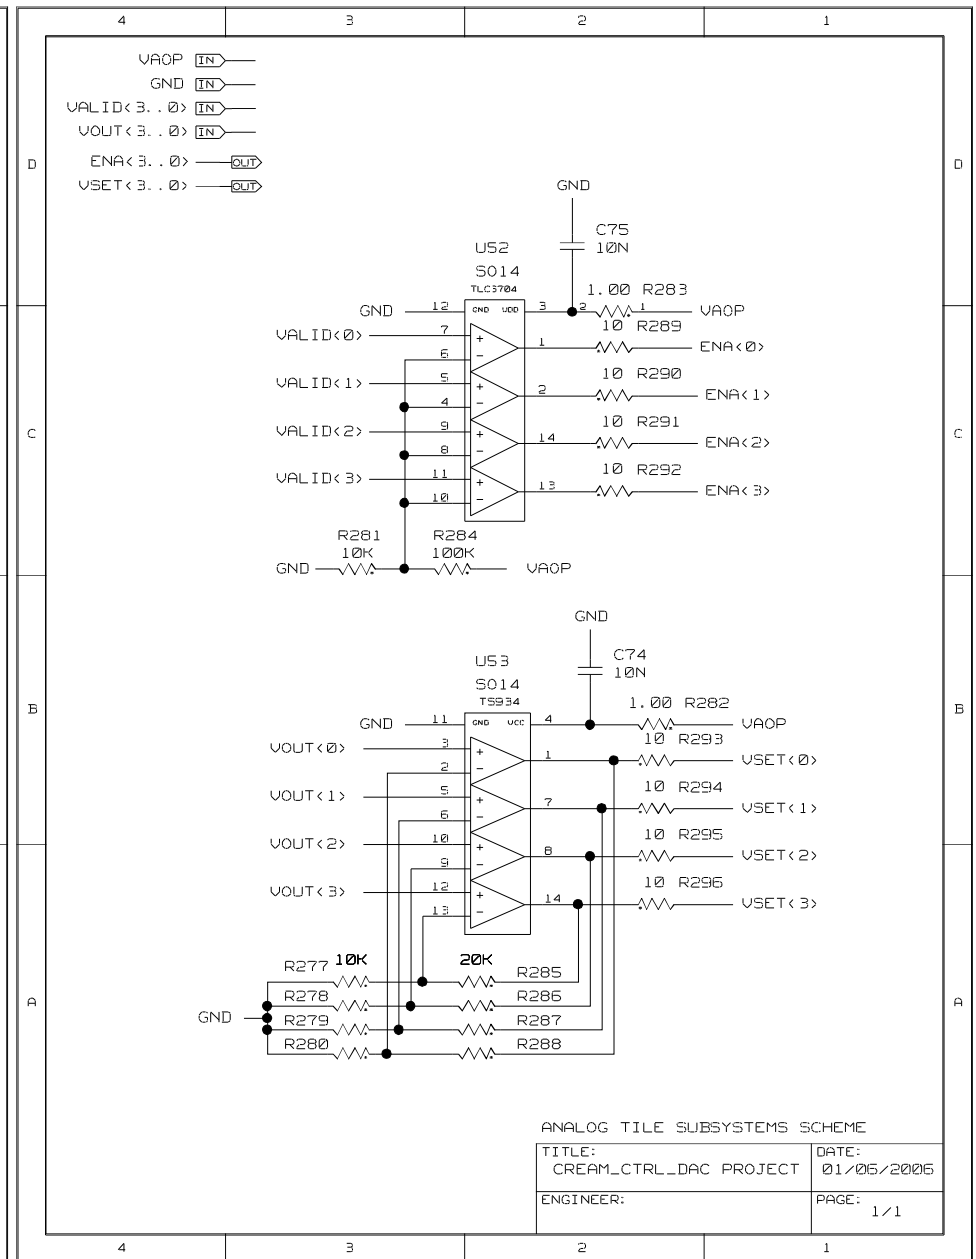 4 3 2 1
VAOP IN
GND IN
VALID<3..0> IN
VOUT<3..0> IN
ENA<3..0> OUT
VSET<3..0> OUT
D D
GND
C75
10N
U52
SO14
TLC3704
1.00 R283
GND 12 GND VDD 3 2 1 VAOP
10 R289
VALID<0> 7 +
1 ENA<0>
6 -
10 R290
VALID<1> 5 +
2 ENA<1>
4 -
10 R291
VALID<2> 9 +
14 ENA<2>
8 -
10 R292
VALID<3> 11 +
13 ENA<3>
10 -
C C
R281 R284
10K 100K
GND VAOP
GND
C74
10N
U53
SO14
TS934
1.00 R282
B B
GND 11 GND VCC 4 VAOP
10 R293
VOUT<0> 3 +
1 VSET<0>
2 -
10 R294
VOUT<1> 5 +
7 VSET<1>
6 -
10 R295
VOUT<2> 10 +
8 VSET<2>
9 -
10 R296
VOUT<3> 12 +
14 VSET<3>
13 -
R277 10K 20K R285
R278 R286
A A
GND
R279 R287
R280 R288
ANALOG TILE SUBSYSTEMS SCHEME
TITLE: DATE:
CREAM_CTRL_DAC PROJECT 01/06/2006
ENGINEER: PAGE:
1/1
4 3 2 1